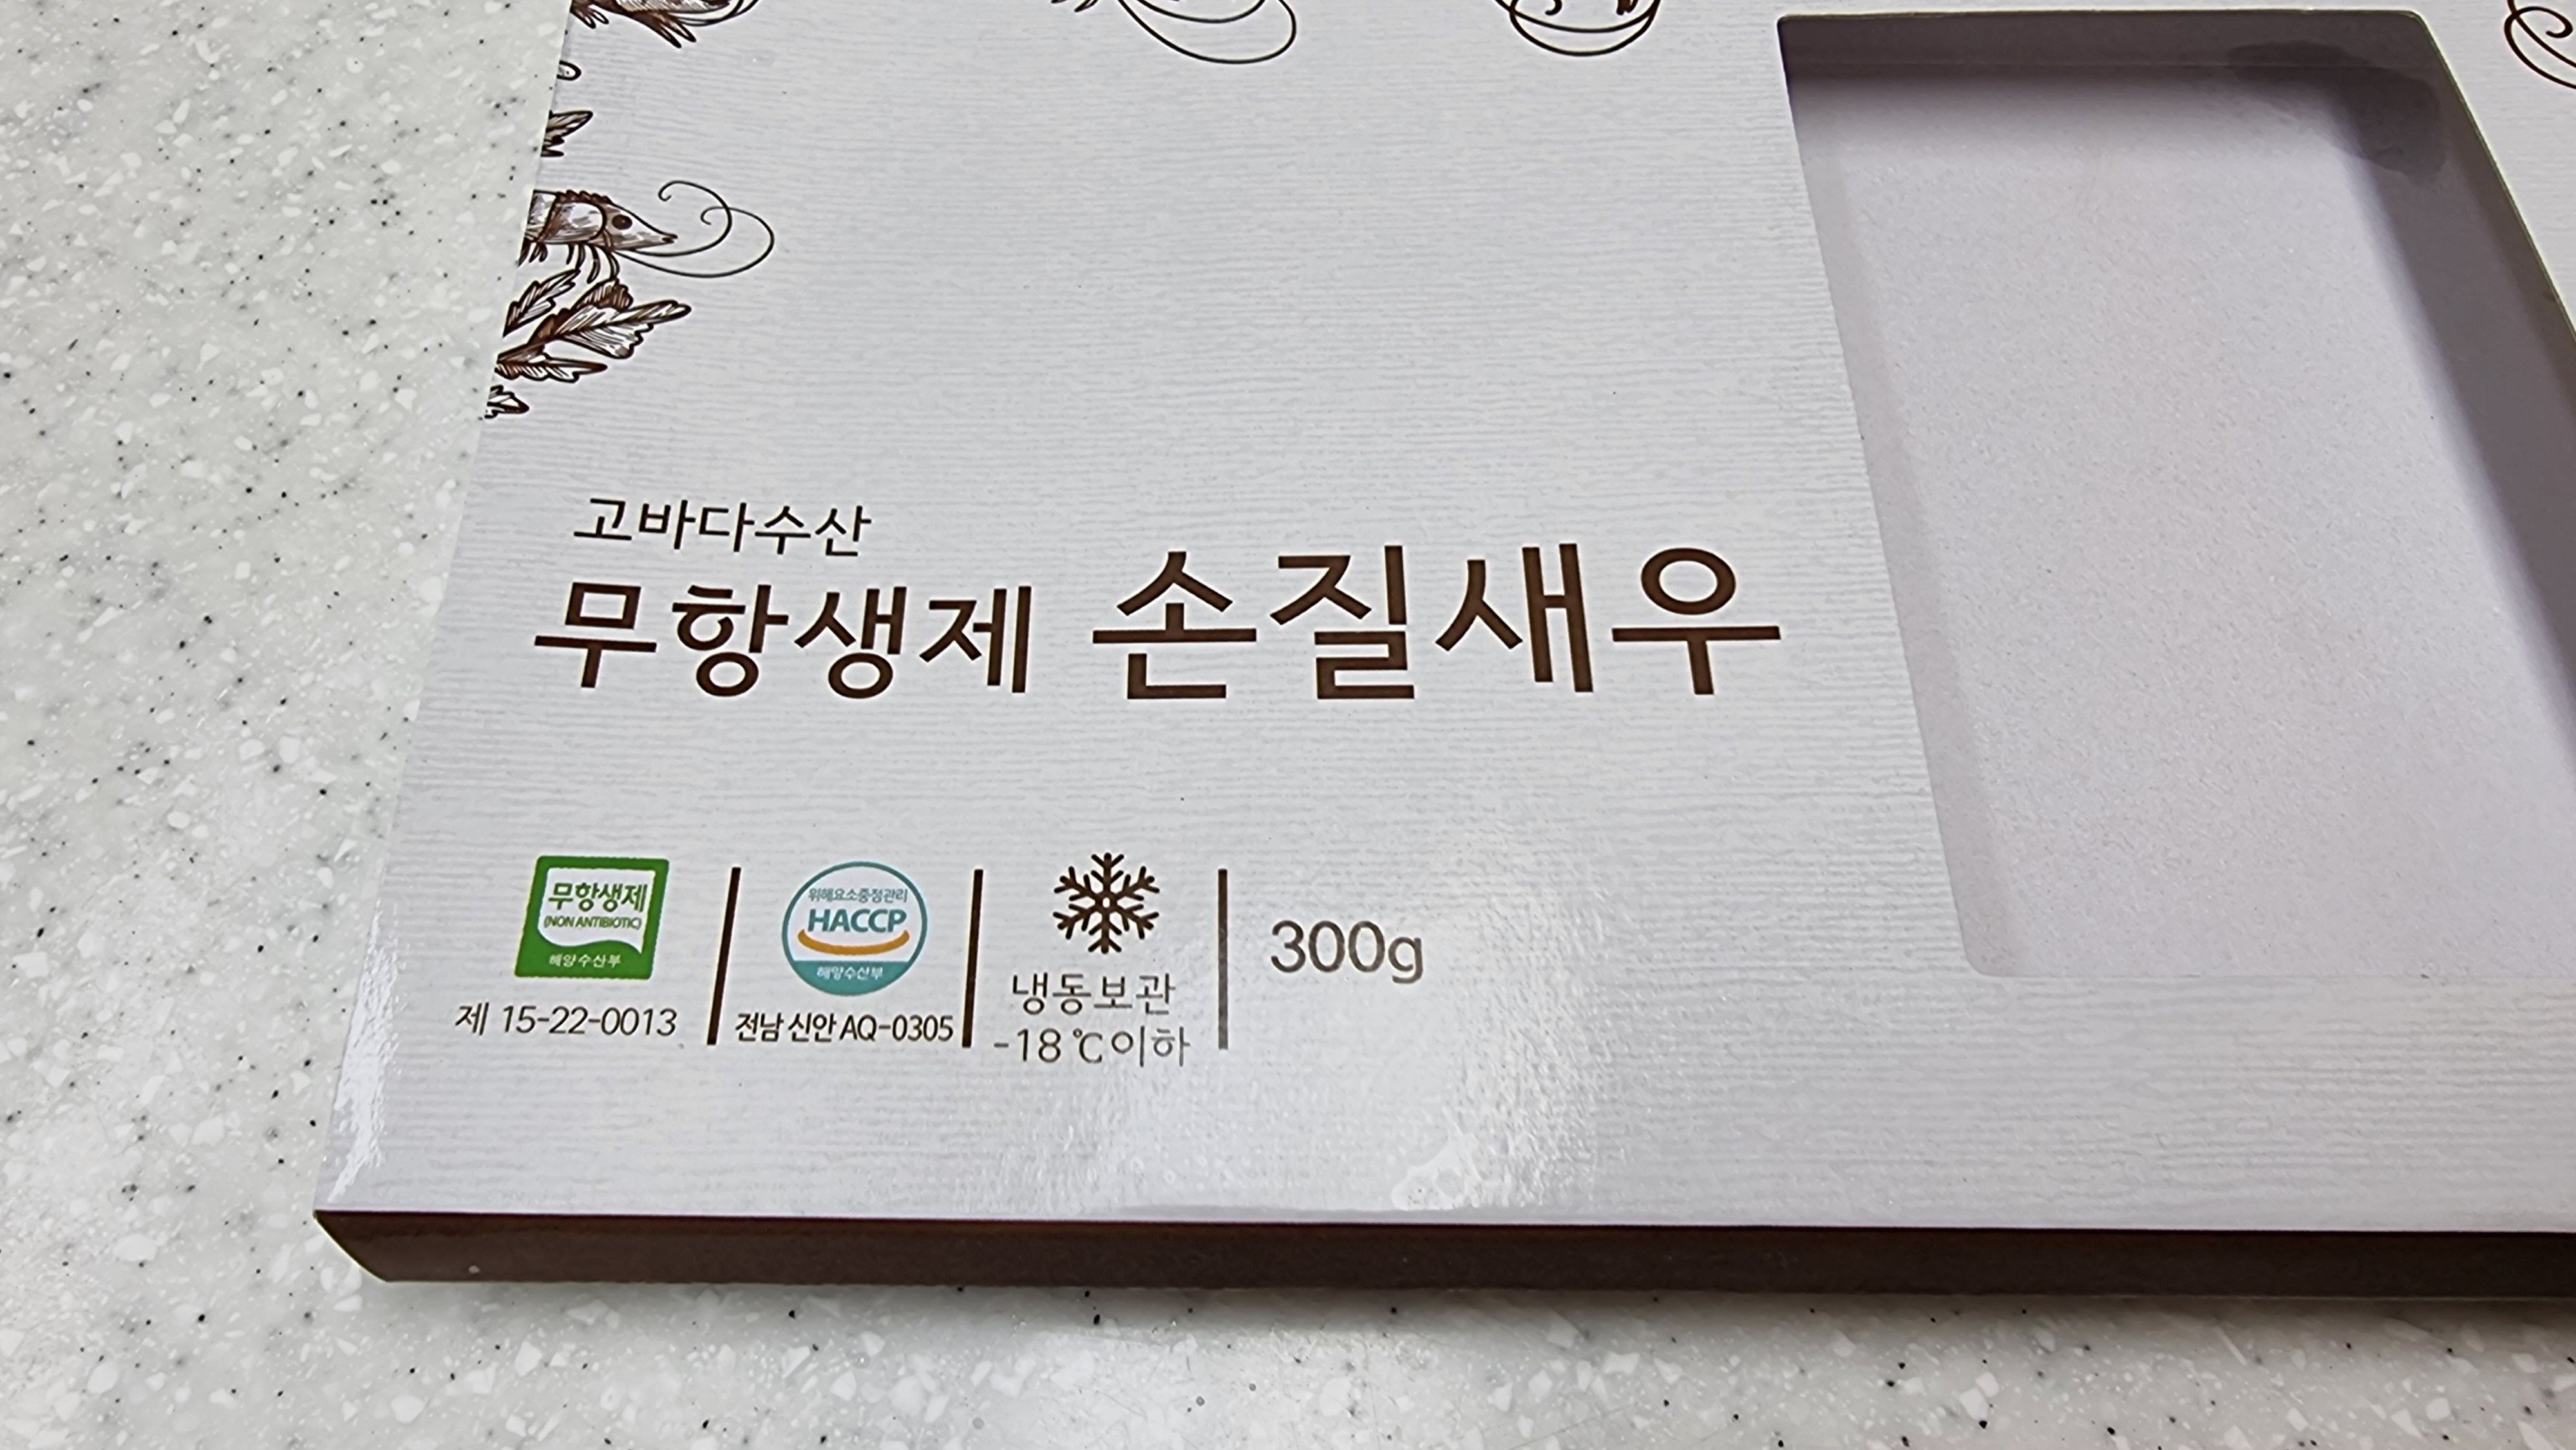 고바다수산
무항생제 손질새우
무항생제
(NON ANTIBIOTIC)
해양수산부
제 15-22-0013
위해요소중점관리
HACCP
해양수산부
전남 신안 AQ-0305
냉동보관
-18℃이하
300g